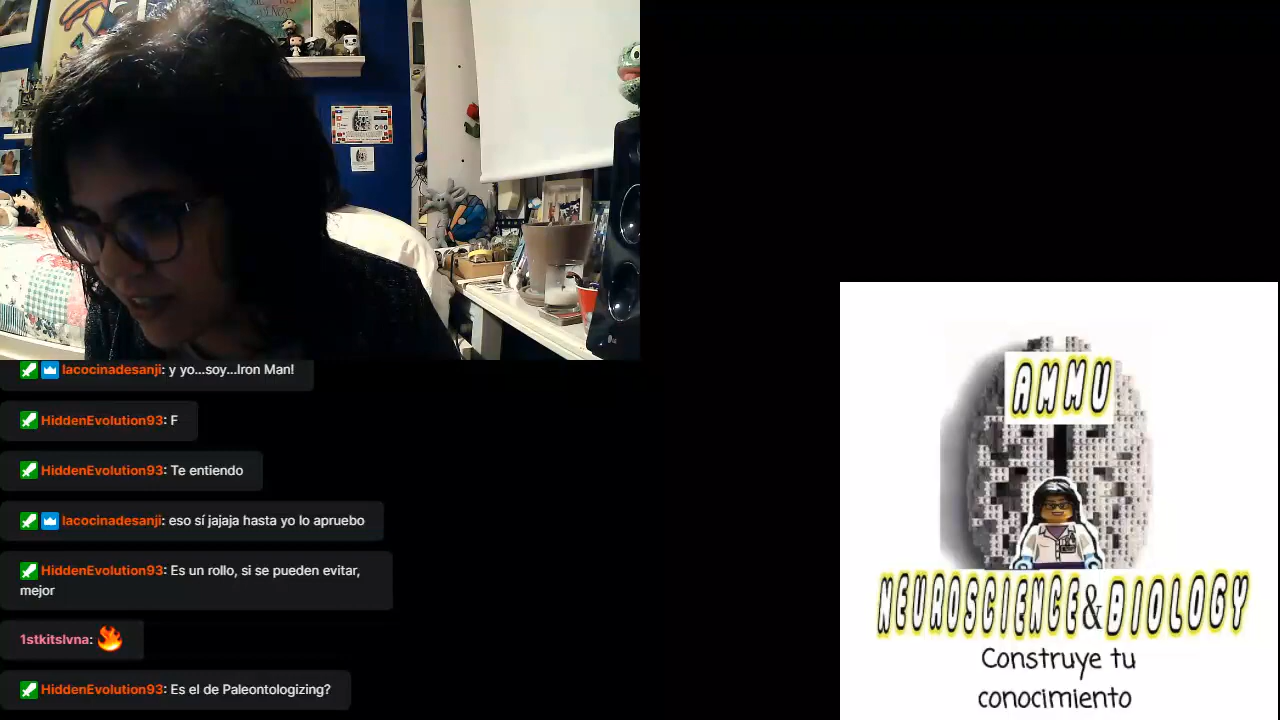 lacocinadesanji: y yo...soy...Iron Man!
HiddenEvolution93: F
HiddenEvolution93: Te entiendo
lacocinadesanji: eso sí jajaja hasta yo lo apruebo
HiddenEvolution93: Es un rollo, si se pueden evitar,
mejor
1stkitslvna:
HiddenEvolution93: Es el de Paleontologizing?
AMMU
NEUROSCIENCE&BIOLOGY
Construye tu
conocimiento